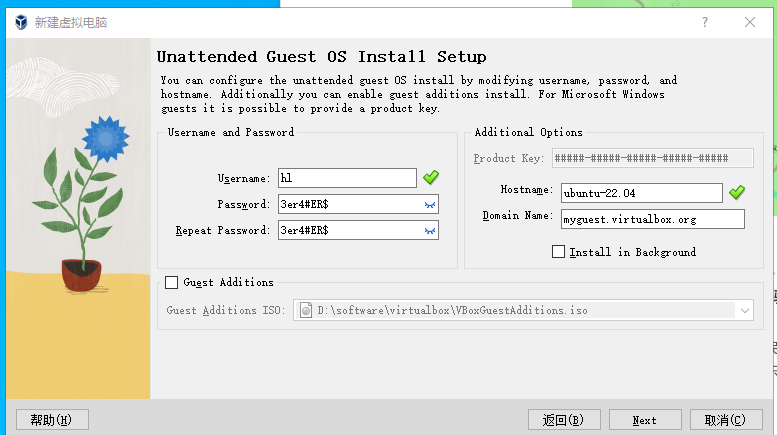 新建虚拟电脑
Unattended Guest OS Install Setup
You can configure the unattended guest OS install by modifying username, password, and
hostname. Additionally you can enable guest additions install. For Microsoft Windows
guests it is possible to provide a product key.
Username and Password
Username: hl
Password: 3er4#ER$
Repeat Password: 3er4#ER$
Additional Options
Product Key: #####-#####-#####-#####-#####
Hostname: ubuntu-22.04
Domain Name: myguest.virtualbox.org
Install in Background
Guest Additions
Guest Additions ISO: D:\software\virtualbox\VBoxGuestAdditions.iso
帮助(H)
返回(B)
Next
取消(C)